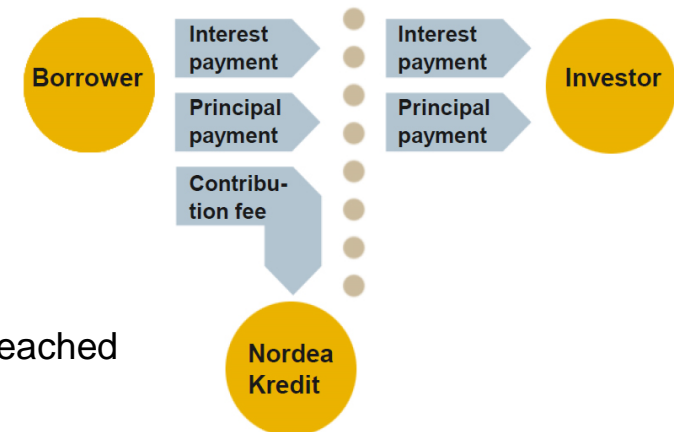 Borrower
Interest
payment
Principal
payment
Contribu-
tion fee
Interest
payment
Principal
payment
Investor
eached
Nordea
Kredit